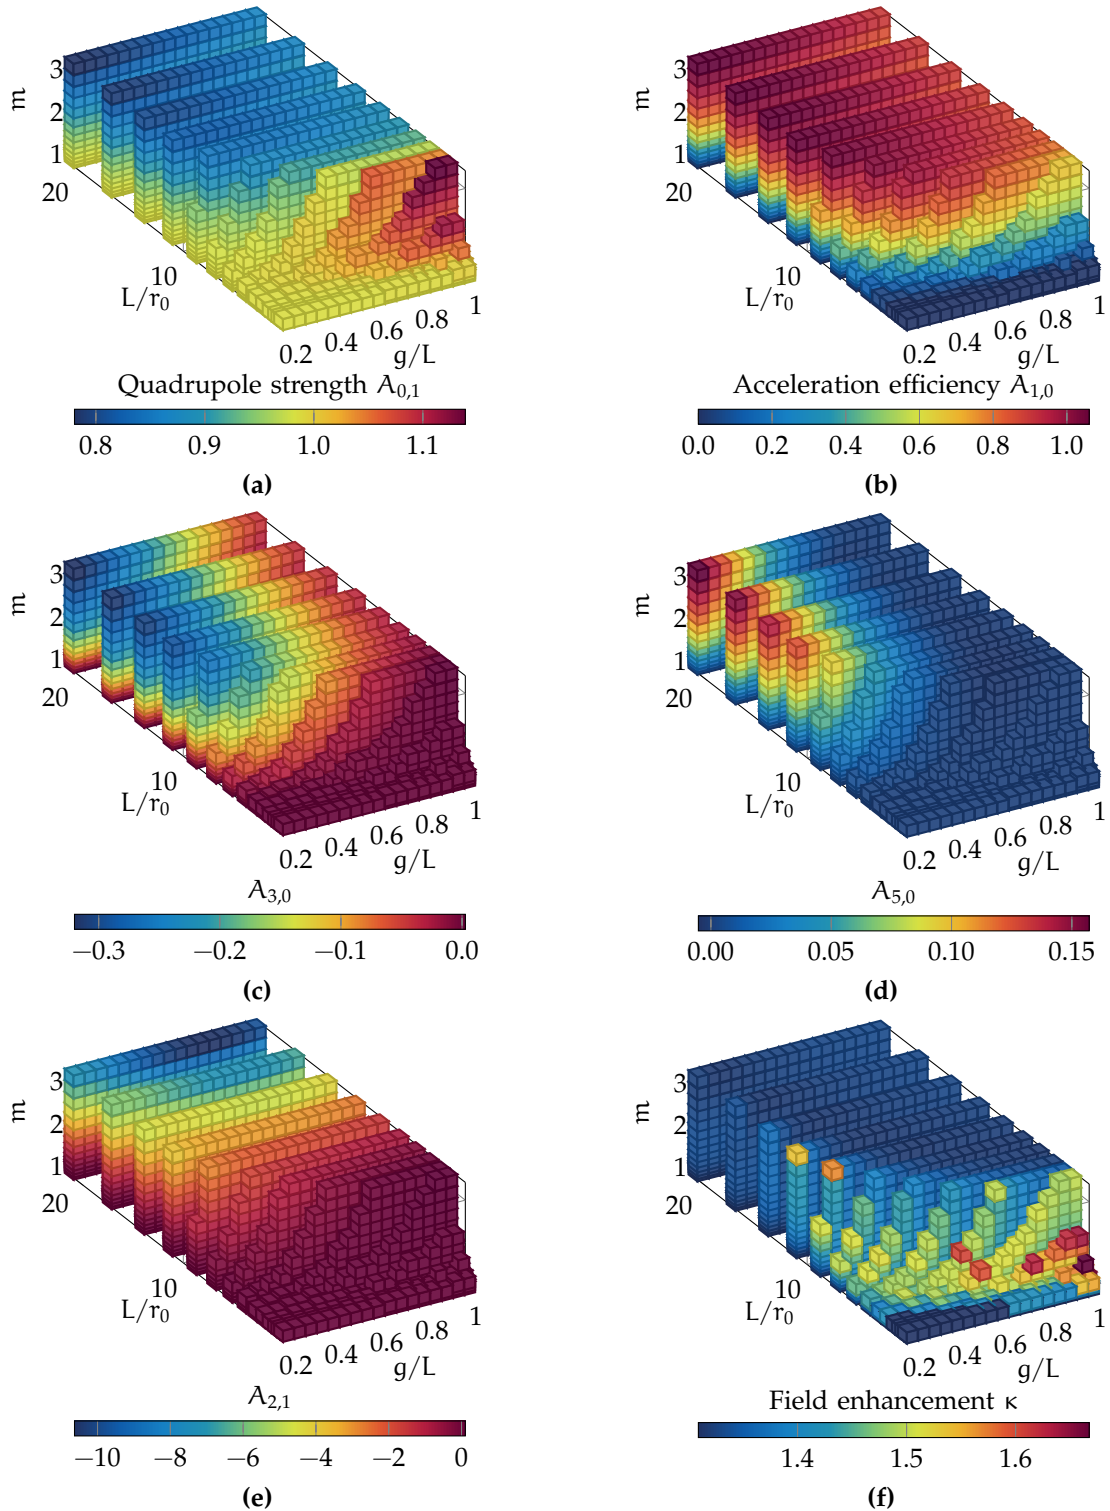 3
m
2
1
20
10
L/r₀
0.2 0.4 0.6 0.8 1
g/L
Quadrupole strength A₀,₁
0.8 0.9 1.0 1.1
(a)
3
m
2
1
20
10
L/r₀
0.2 0.4 0.6 0.8 1
g/L
Acceleration efficiency A₁,₀
0.0 0.2 0.4 0.6 0.8 1.0
(b)
3
m
2
1
20
10
L/r₀
0.2 0.4 0.6 0.8 1
g/L
A₃,₀
−0.3 −0.2 −0.1 0.0
(c)
3
m
2
1
20
10
L/r₀
0.2 0.4 0.6 0.8 1
g/L
A₅,₀
0.00 0.05 0.10 0.15
(d)
3
m
2
1
20
10
L/r₀
0.2 0.4 0.6 0.8 1
g/L
A₂,₁
−10 −8 −6 −4 −2 0
(e)
3
m
2
1
20
10
L/r₀
0.2 0.4 0.6 0.8 1
g/L
Field enhancement κ
1.4 1.5 1.6
(f)